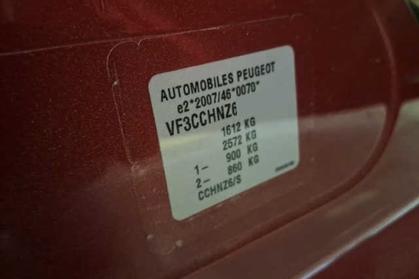 AUTOMOBILES PEUGEOT
e2*2007/46*0070*
VF3CCHNZ6
1612 KG
2572 KG
1- 900 KG
2- 860 KG
CCHNZ6/S